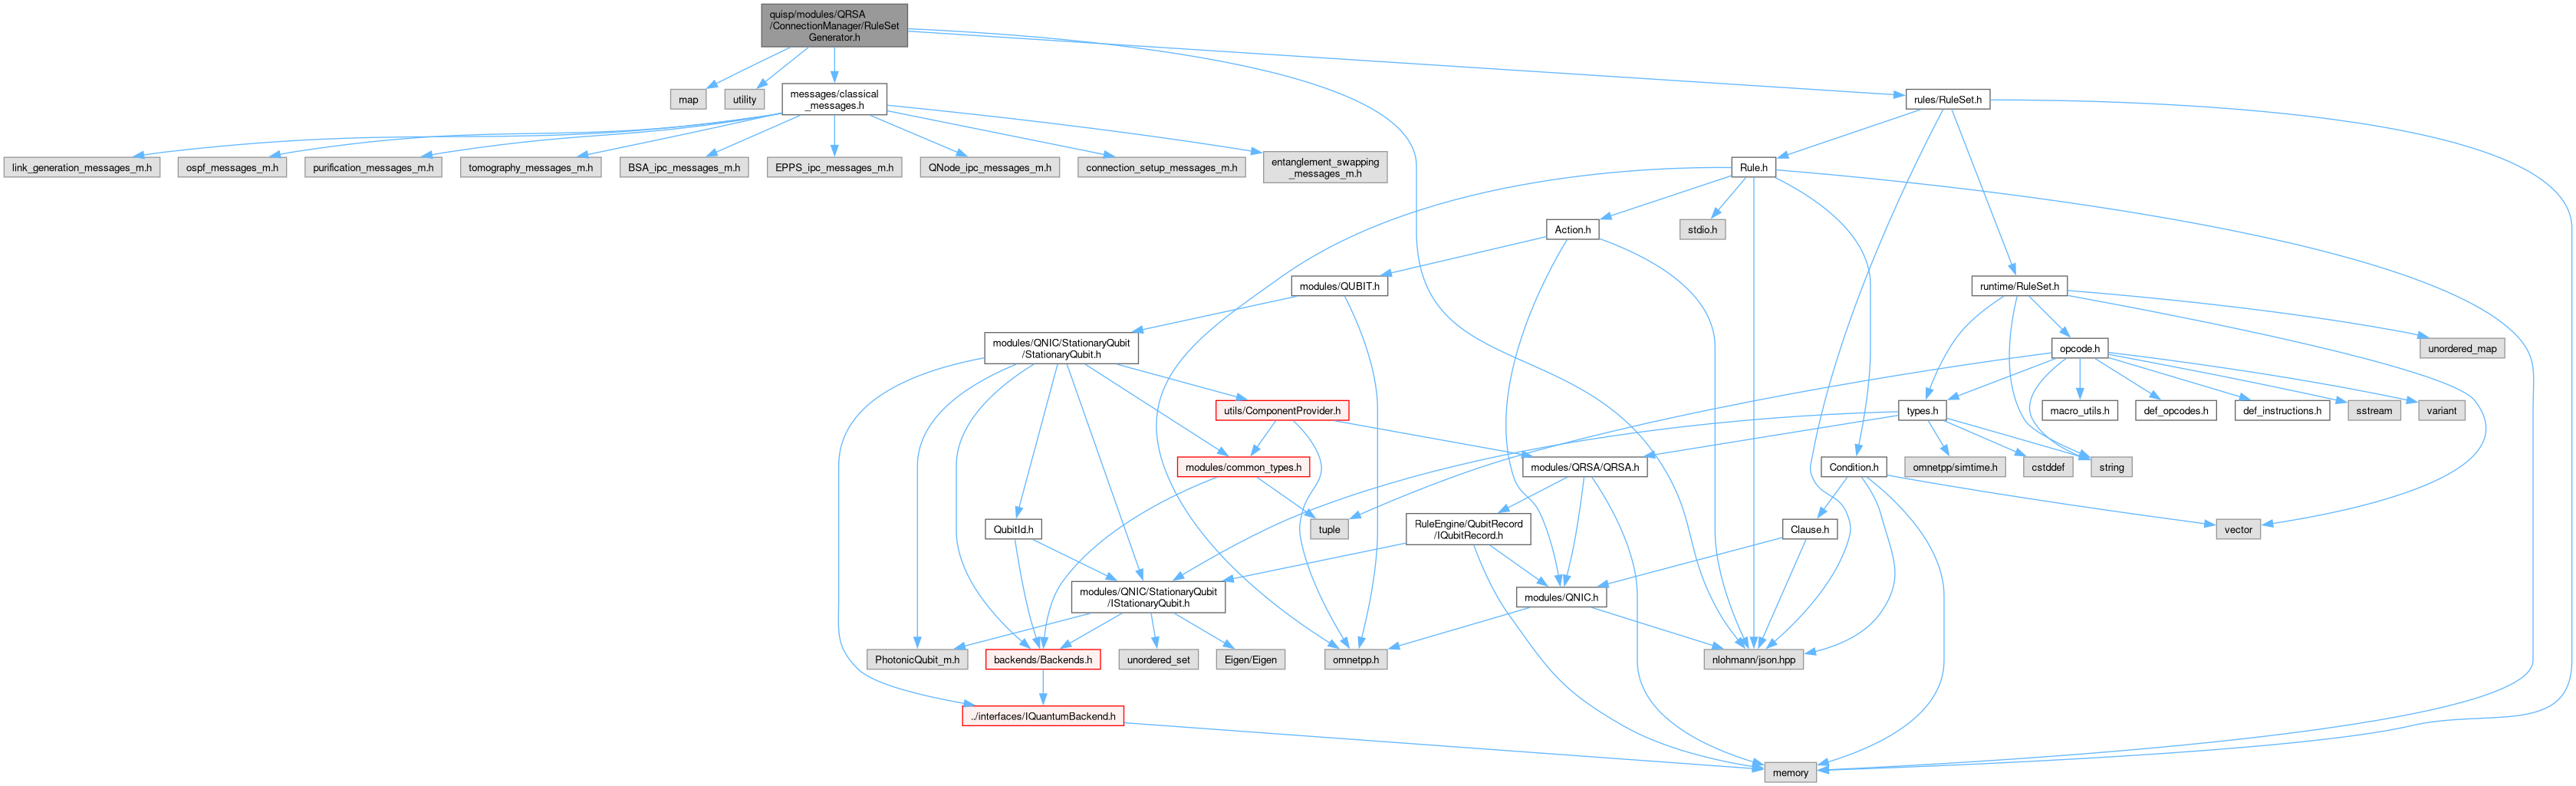 quisp/modules/QRSA
/ConnectionManager/RuleSet
Generator.h
map
utility
messages/classical
_messages.h
rules/RuleSet.h
link_generation_messages_m.h
ospf_messages_m.h
purification_messages_m.h
tomography_messages_m.h
BSA_ipc_messages_m.h
EPPS_ipc_messages_m.h
QNode_ipc_messages_m.h
connection_setup_messages_m.h
entanglement_swapping
_messages_m.h
Rule.h
Action.h
stdio.h
modules/QUBIT.h
runtime/RuleSet.h
modules/QNIC/StationaryQubit
/StationaryQubit.h
opcode.h
unordered_map
utils/ComponentProvider.h
types.h
macro_utils.h
def_opcodes.h
def_instructions.h
sstream
variant
modules/common_types.h
modules/QRSA/QRSA.h
Condition.h
omnetpp/simtime.h
cstddef
string
QubitId.h
tuple
RuleEngine/QubitRecord
/IQubitRecord.h
Clause.h
vector
modules/QNIC/StationaryQubit
/IStationaryQubit.h
modules/QNIC.h
PhotonicQubit_m.h
backends/Backends.h
unordered_set
Eigen/Eigen
omnetpp.h
nlohmann/json.hpp
../interfaces/IQuantumBackend.h
memory